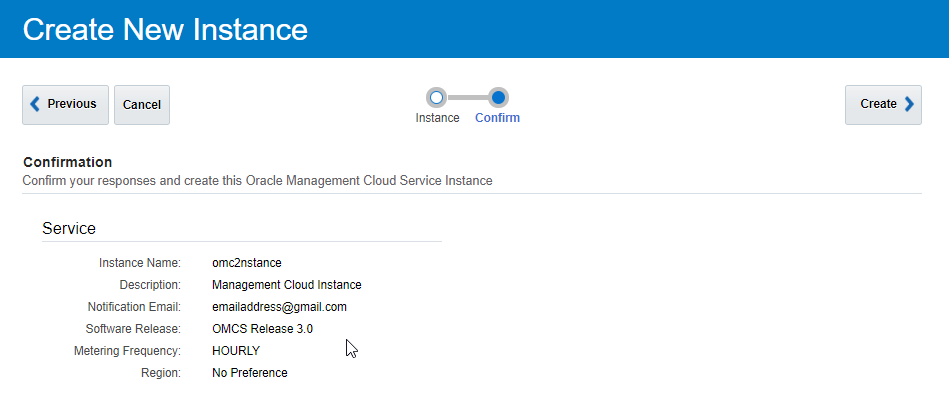 Create New Instance
Previous Cancel Create
Instance Confirm
Confirmation
Confirm your responses and create this Oracle Management Cloud Service Instance
Service
Instance Name: omc2nstance
Description: Management Cloud Instance
Notification Email: emailaddress@gmail.com
Software Release: OMCS Release 3.0
Metering Frequency: HOURLY
Region: No Preference